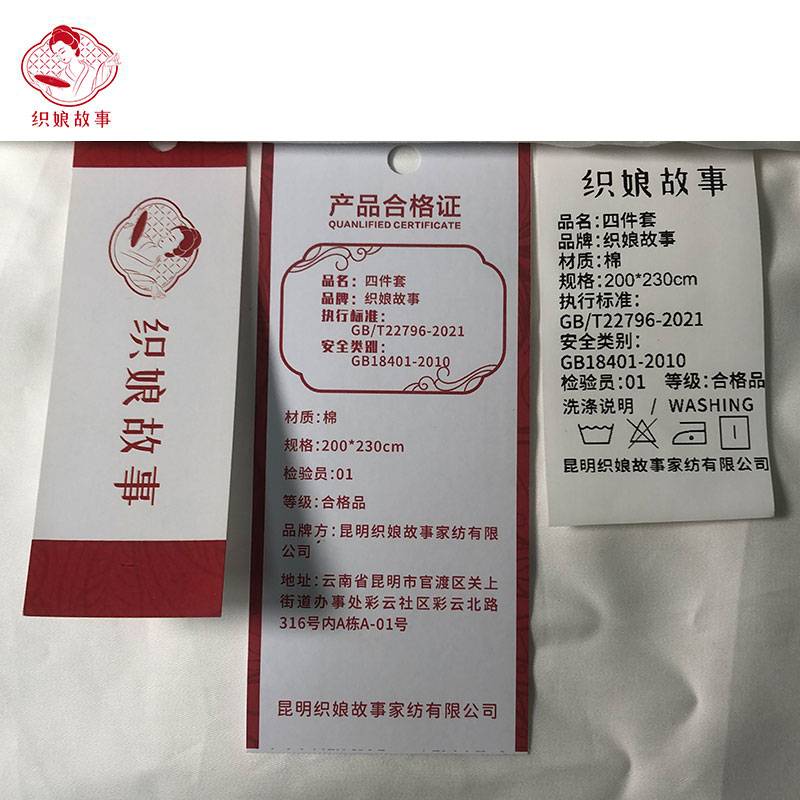 织娘故事
织娘故事
产品合格证
QUANLIFIED CERTIFICATE
品名：四件套
品牌：织娘故事
执行标准：
GB/T22796-2021
安全类别：
GB18401-2010
材质:棉
规格:200*230cm
检验员:01
等级:合格品
品牌方:昆明织娘故事家纺有限
公司
地址:云南省昆明市官渡区关上
街道办事处彩云社区彩云北路
316号内A栋A-01号
昆明织娘故事家纺有限公司
织娘故事
品名:四件套
品牌:织娘故事
材质:棉
规格:200*230cm
执行标准:
GB/T22796-2021
安全类别:
GB18401-2010
检验员:01 等级:合格品
洗涤说明 / WASHING
昆明织娘故事家纺有限公司